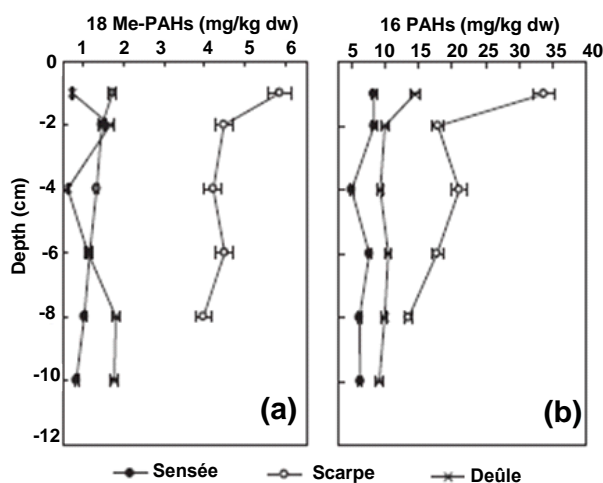 18 Me-PAHs (mg/kg dw) 16 PAHs (mg/kg dw)
1 2 3 4 5 6 5 10 15 20 25 30 35 40
0
-2
-4
-6
-8
-10
-12
Depth (cm)
(a) (b)
Sensée Scarpe Deûle